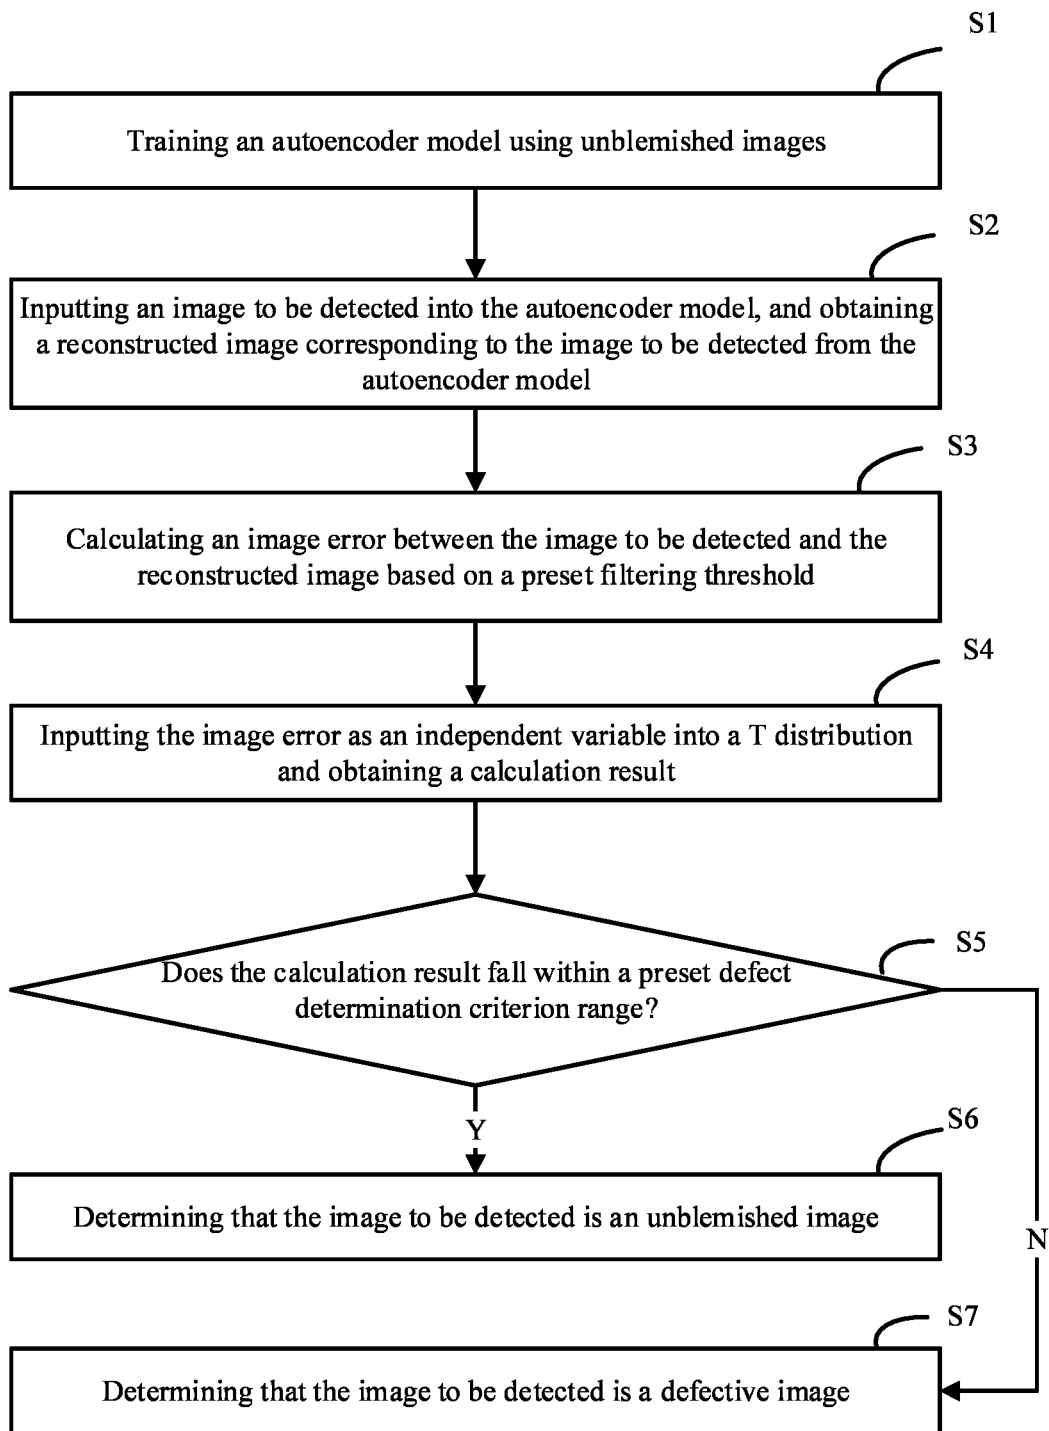 S1
Training an autoencoder model using unblemished images
S2
Inputting an image to be detected into the autoencoder model, and obtaining
a reconstructed image corresponding to the image to be detected from the
autoencoder model
S3
Calculating an image error between the image to be detected and the
reconstructed image based on a preset filtering threshold
S4
Inputting the image error as an independent variable into a T distribution
and obtaining a calculation result
S5
Does the calculation result fall within a preset defect
determination criterion range?
Y
S6
Determining that the image to be detected is an unblemished image
N
S7
Determining that the image to be detected is a defective image